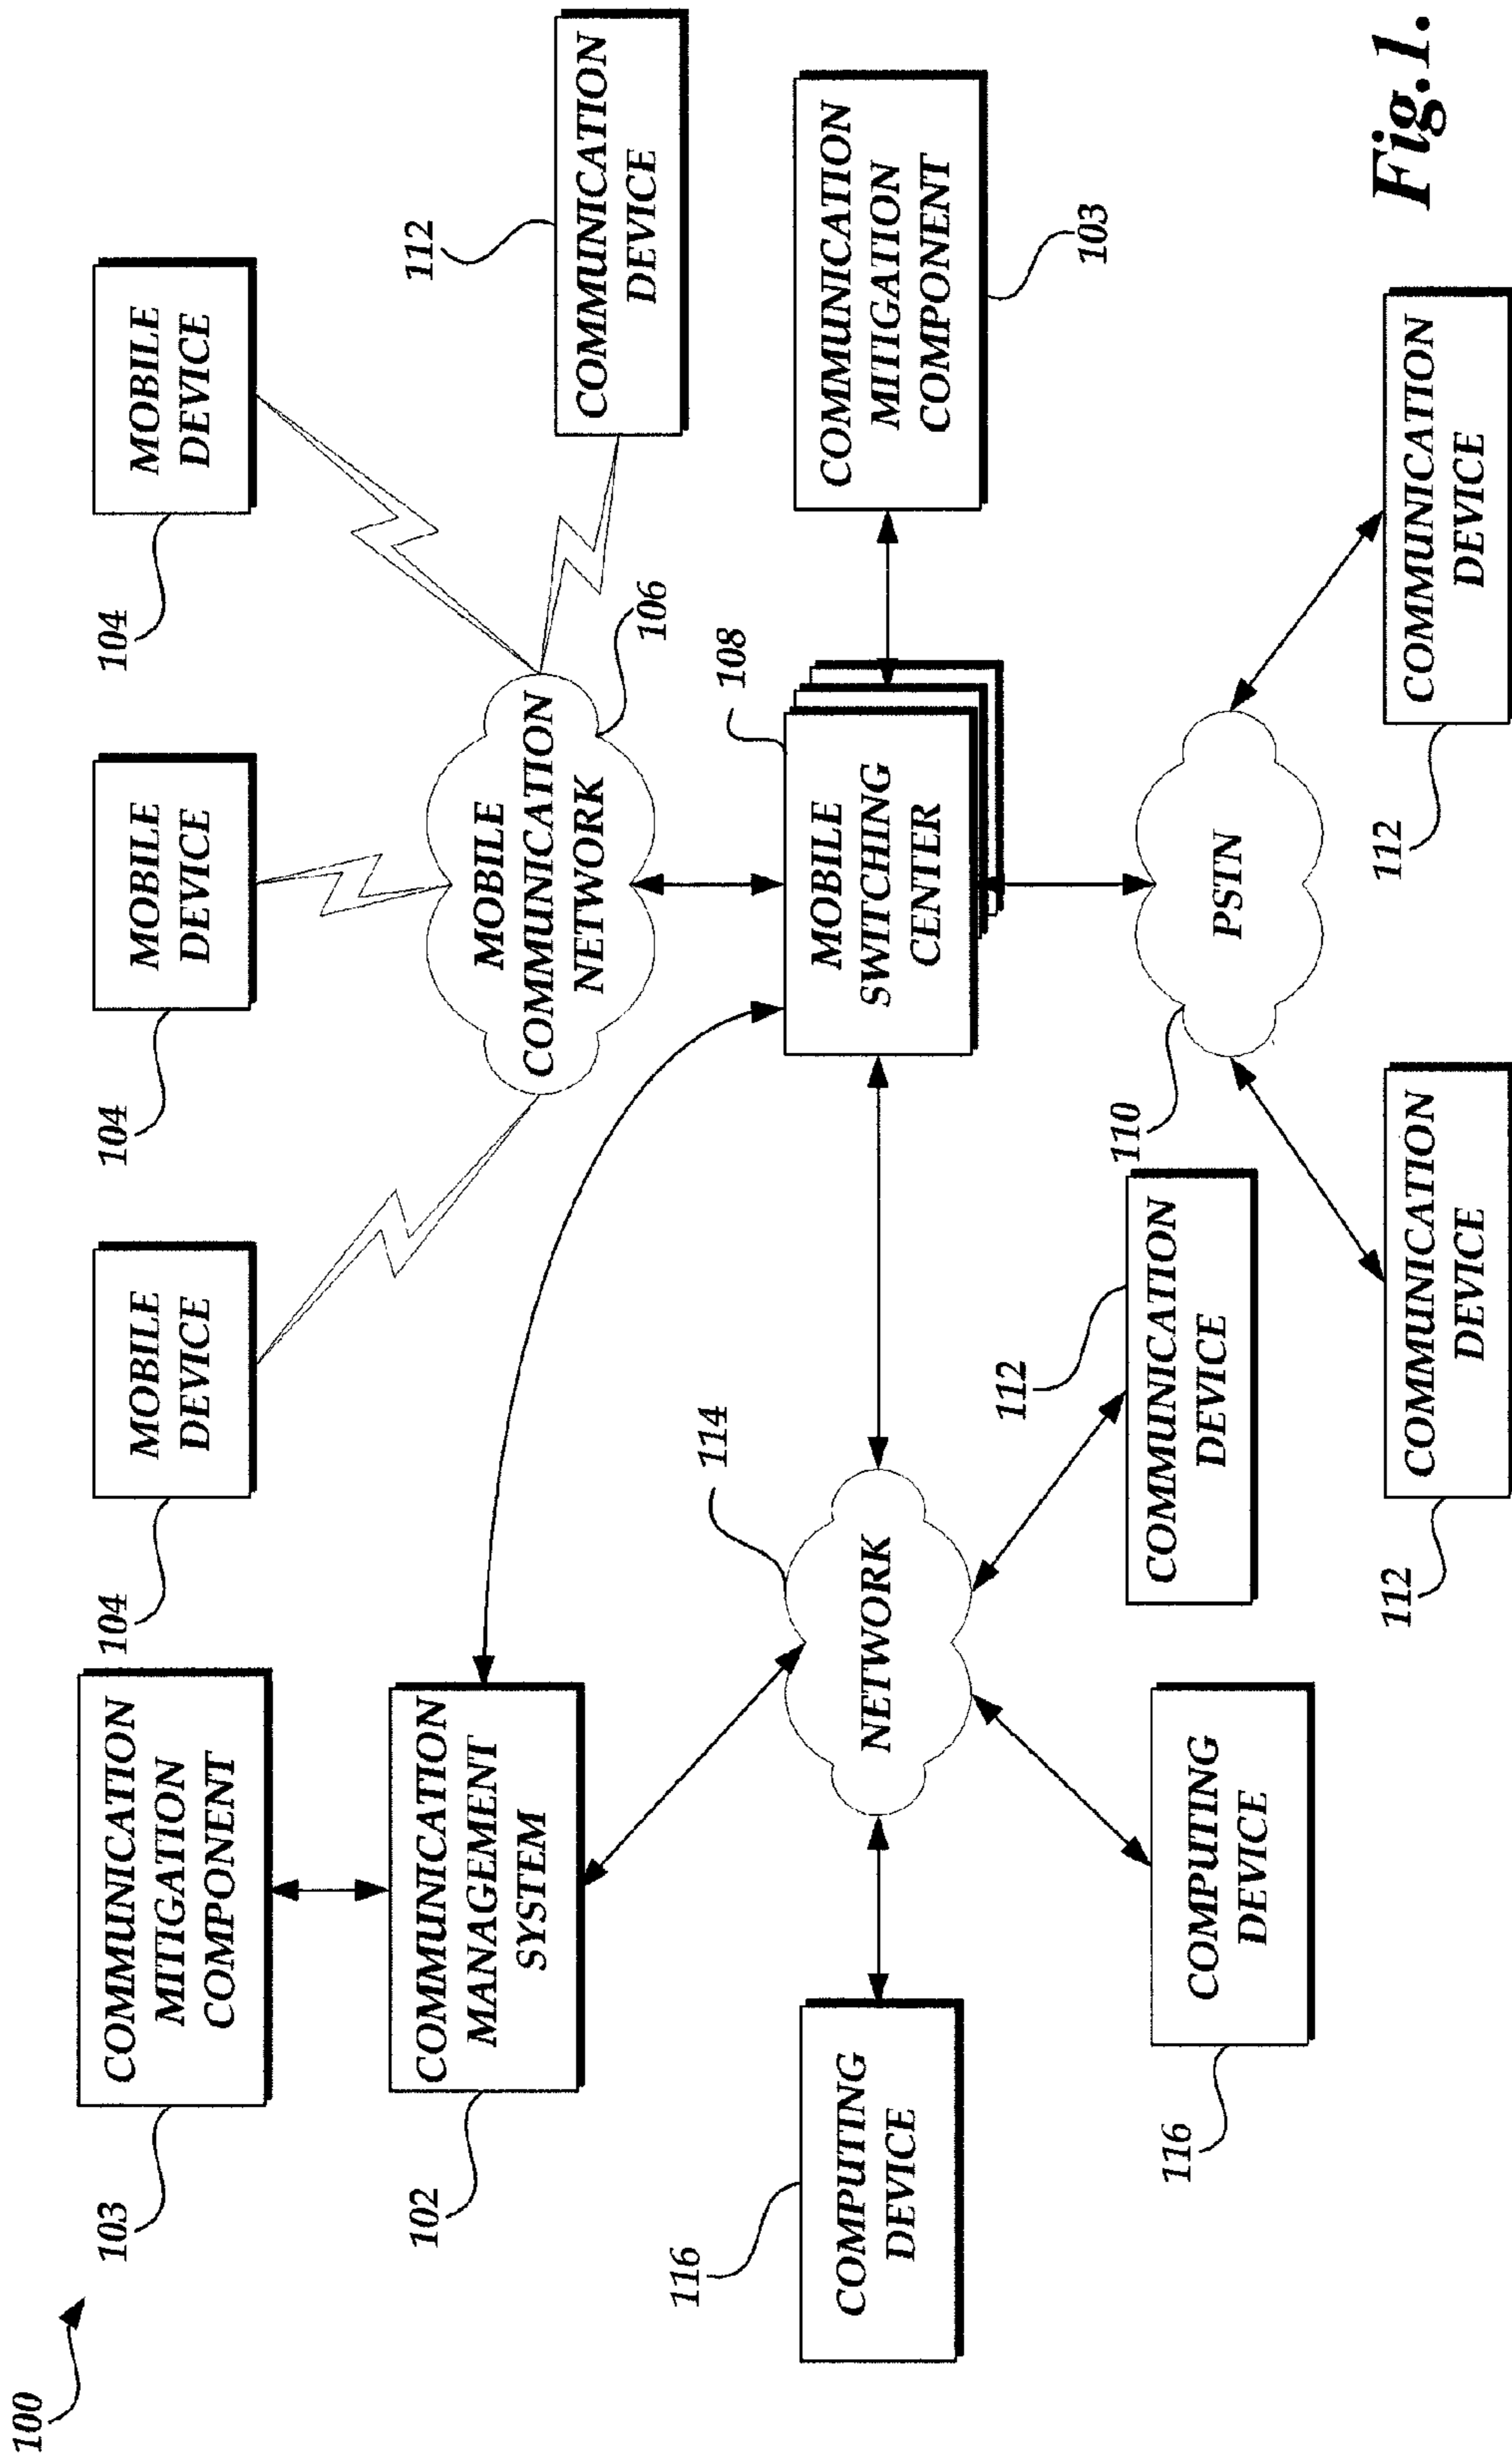 100
103
COMMUNICATION
MITIGATION
COMPONENT
104
MOBILE
DEVICE
104
MOBILE
DEVICE
104
MOBILE
DEVICE
102
COMMUNICATION
MANAGEMENT
SYSTEM
MOBILE
COMMUNICATION
NETWORK
106
112
COMMUNICATION
DEVICE
116
COMPUTING
DEVICE
114
NETWORK
108
MOBILE
SWITCHING
CENTER
COMMUNICATION
MITIGATION
COMPONENT
103
116
COMPUTING
DEVICE
112
COMMUNICATION
DEVICE
110
PSTN
112
COMMUNICATION
DEVICE
112
COMMUNICATION
DEVICE
Fig.1.